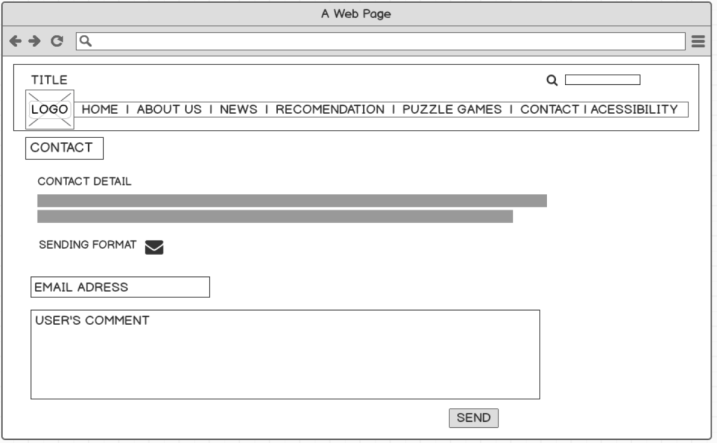 A Web Page
TITLE
LOGO HOME | ABOUT US | NEWS | RECOMENDATION | PUZZLE GAMES | CONTACT | ACESSIBILITY
CONTACT
CONTACT DETAIL
SENDING FORMAT
EMAIL ADRESS
USER'S COMMENT
SEND